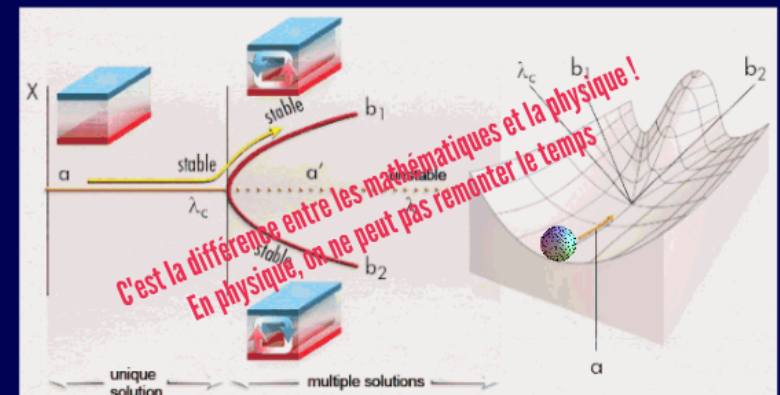 X
a
stable
stable
b1
a′
unstable
λc
λ
stable
b2
unique
solution
multiple solutions
λc
b1
b2
a
C'est la différence entre les mathématiques et la physique !
En physique, on ne peut pas remonter le temps